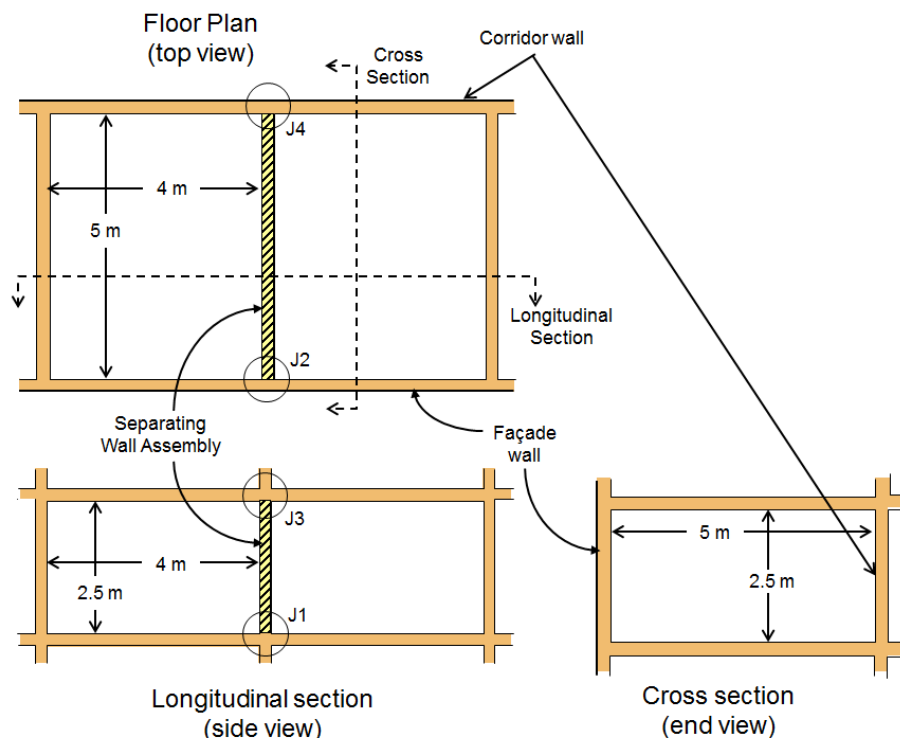 Floor Plan
(top view)
Cross
Section
Corridor wall
J4
4 m
5 m
Longitudinal
Section
J2
Separating
Wall Assembly
Façade
wall
J3
4 m
2.5 m
J1
5 m
2.5 m
Longitudinal section
(side view)
Cross section
(end view)